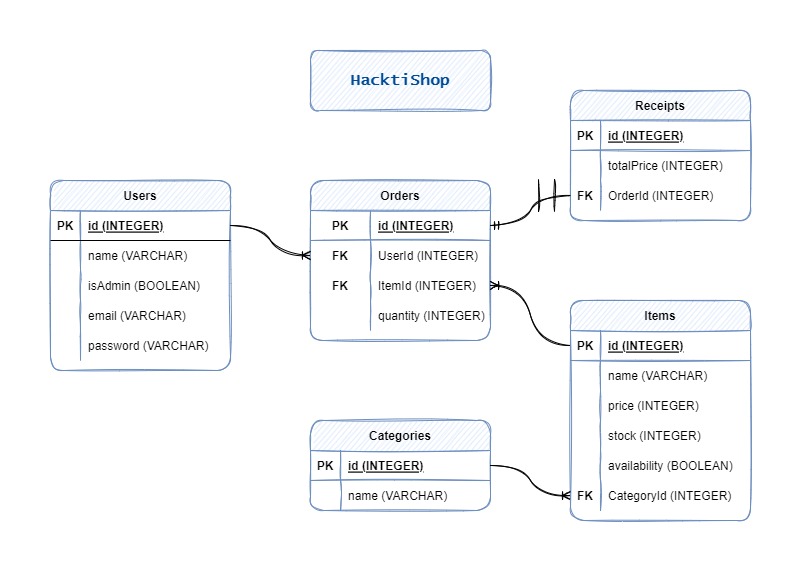 HacktiShop
Receipts
PK id (INTEGER)
totalPrice (INTEGER)
FK OrderId (INTEGER)
Users
PK id (INTEGER)
name (VARCHAR)
isAdmin (BOOLEAN)
email (VARCHAR)
password (VARCHAR)
Orders
PK id (INTEGER)
FK UserId (INTEGER)
FK ItemId (INTEGER)
quantity (INTEGER)
Items
PK id (INTEGER)
name (VARCHAR)
price (INTEGER)
stock (INTEGER)
availability (BOOLEAN)
FK CategoryId (INTEGER)
Categories
PK id (INTEGER)
name (VARCHAR)